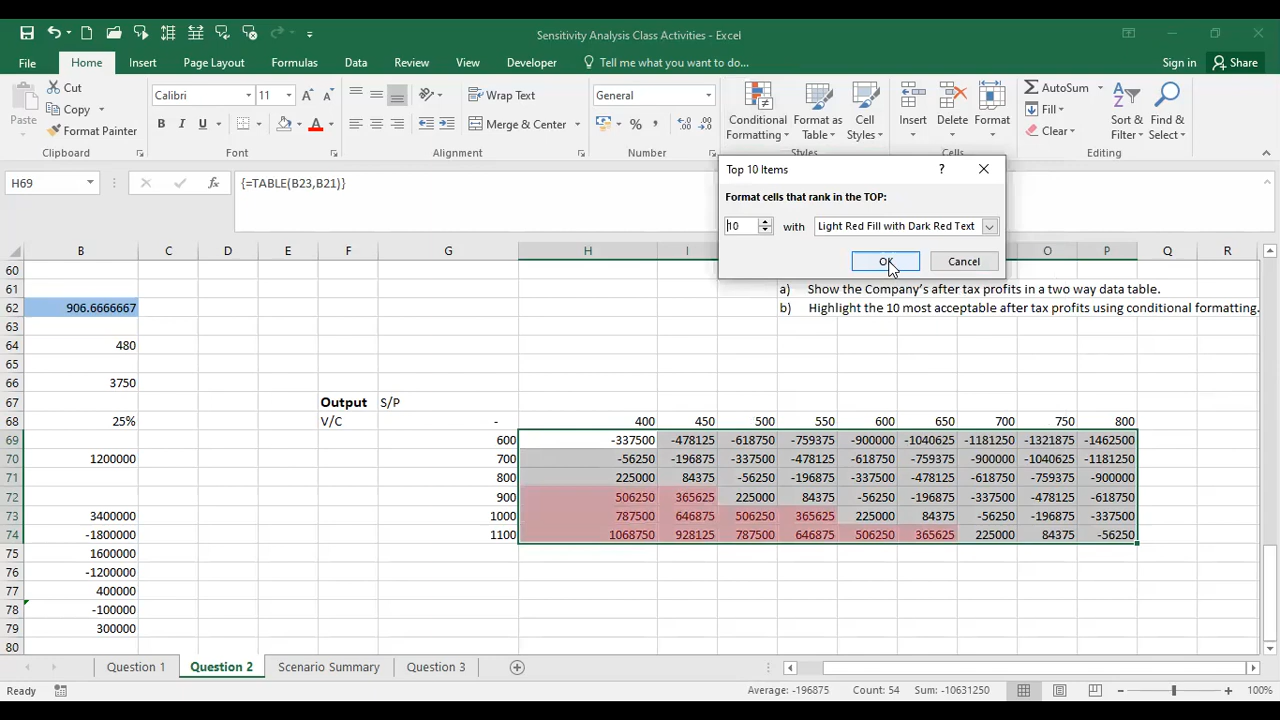 Sensitivity Analysis Class Activities - Excel
File Home Insert Page Layout Formulas Data Review View Developer Tell me what you want to do... Sign in Share
Paste Cut Copy Format Painter Clipboard
Calibri 11 B I U A Font
Wrap Text Merge & Center Alignment
General % , Number
Conditional Formatting Format as Table Cell Styles Styles
Insert Delete Format Cells
AutoSum Fill Clear Sort & Filter Find & Select Editing
H69 fx {=TABLE(B23,B21)}
Top 10 Items ?
Format cells that rank in the TOP:
10 with Light Red Fill with Dark Red Text
OK Cancel
B C D E F G H I O P Q R
60
61 a) Show the Company's after tax profits in a two way data table.
62 906.6666667 b) Highlight the 10 most acceptable after tax profits using conditional formatting.
63
64 480
65
66 3750
67 Output S/P
68 25% V/C - 400 450 500 550 600 650 700 750 800
69 600 -337500 -478125 -618750 -759375 -900000 -1040625 -1181250 -1321875 -1462500
70 1200000 700 -56250 -196875 -337500 -478125 -618750 -759375 -900000 -1040625 -1181250
71 800 225000 84375 -56250 -196875 -337500 -478125 -618750 -759375 -900000
72 900 506250 365625 225000 84375 -56250 -196875 -337500 -478125 -618750
73 3400000 1000 787500 646875 506250 365625 225000 84375 -56250 -196875 -337500
74 -1800000 1100 1068750 928125 787500 646875 506250 365625 225000 84375 -56250
75 1600000
76 -1200000
77 400000
78 -100000
79 300000
80
Question 1 Question 2 Scenario Summary Question 3
Ready Average: -196875 Count: 54 Sum: -10631250 100%